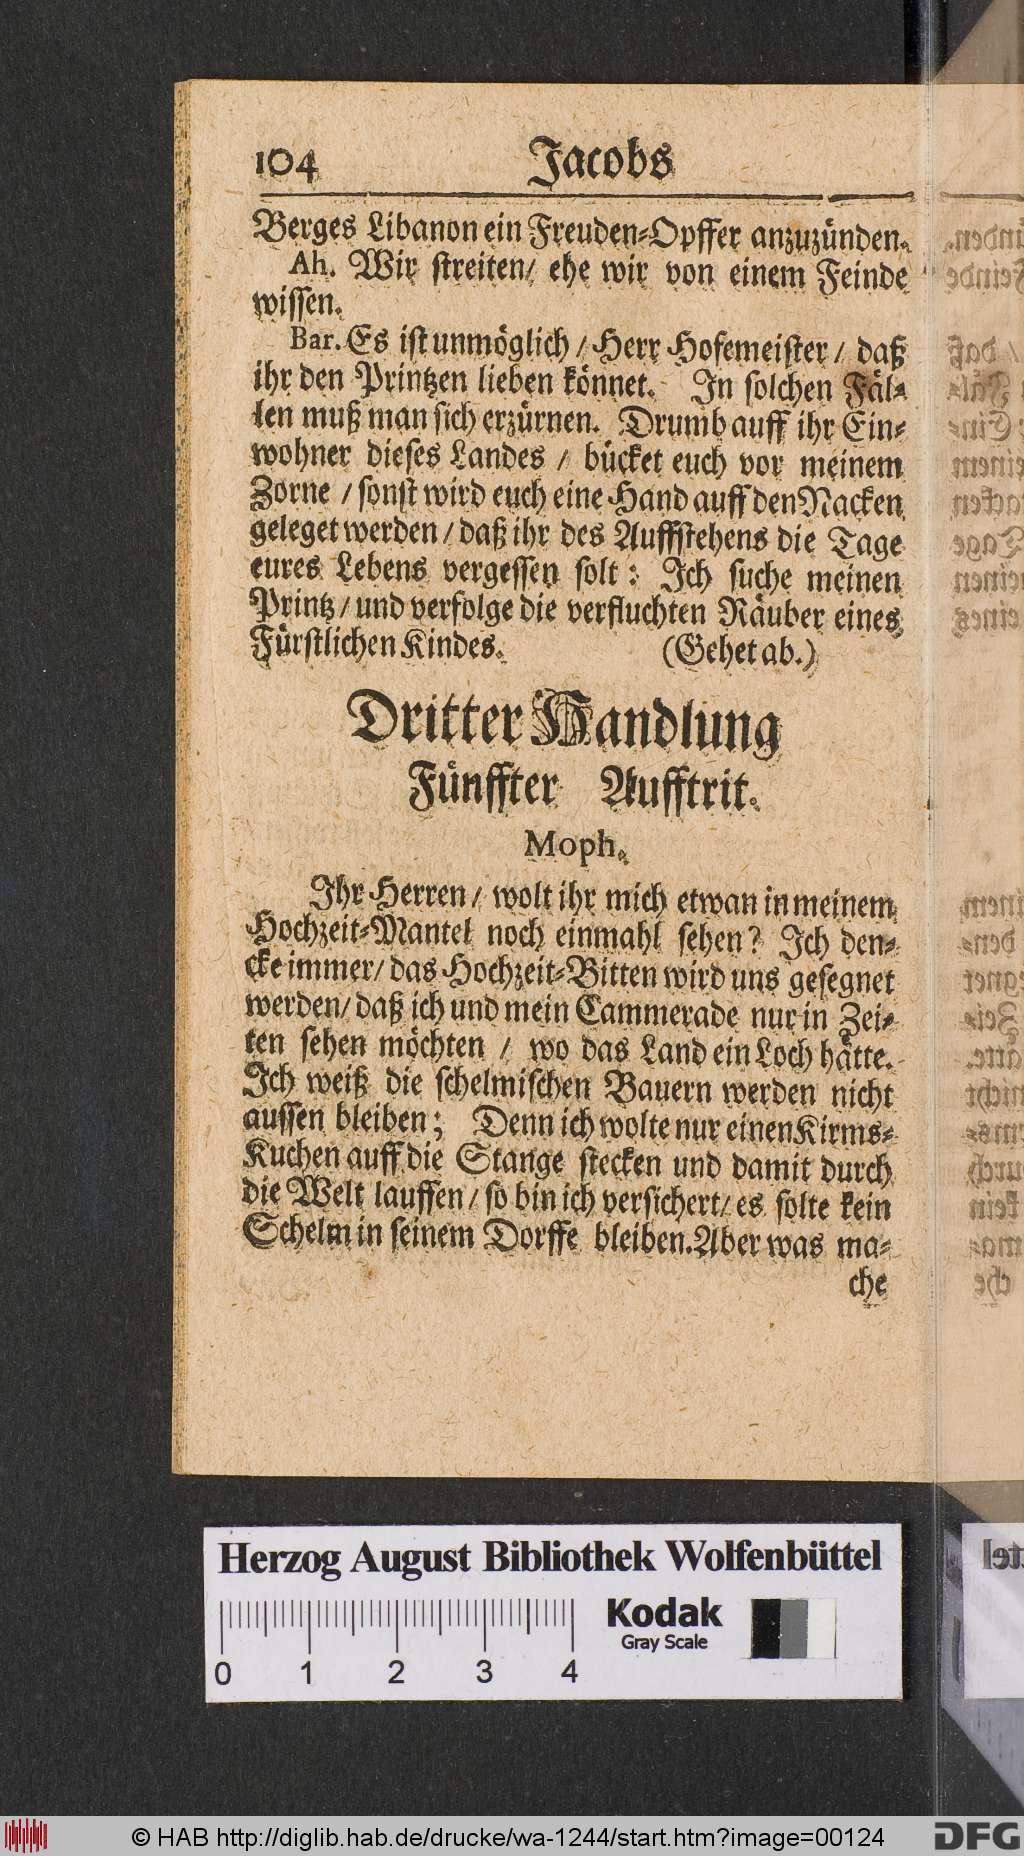 104 Jacobs
Berges Libanon ein Freuden-Opffer anzuzünden.
Ah. Wir streiten/ ehe wir von einem Feinde
wissen.
Bar. Es ist unmöglich / Herr Hofemeister / daß
ihr den Printzen lieben könnet. In solchen Fäl-
len muß man sich erzürnen. Drumb auff ihr Ein-
wohner dieses Landes / bücket euch vor meinem
Zorne / sonst wird euch eine Hand auff den Nacken
geleget werden / daß ihr des Auffstehens die Tage
eures Lebens vergessen solt: Ich suche meinen
Printz / und verfolge die verfluchten Räuber eines
Fürstlichen Kindes. (Gehet ab.)
Dritter Handlung
Fünffter Aufftrit.
Moph.
Ihr Herren / wolt ihr mich etwan in meinem
Hochzeit-Mantel noch einmahl sehen? Ich den-
cke immer/ das Hochzeit-Bitten wird uns gesegnet
werden/ daß ich und mein Cammerade nur in Zei-
ten sehen möchten / wo das Land ein Loch hätte.
Ich weiß die schelmischen Bauern werden nicht
aussen bleiben; Denn ich wolte nur einen Kirms-
Kuchen auff die Stange stecken und damit durch
die Welt lauffen / so bin ich versichert/ es solte kein
Schelm in seinem Dorffe bleiben. Aber was ma-
che
Herzog August Bibliothek Wolfenbüttel
Kodak
Gray Scale
0 1 2 3 4
© HAB http://diglib.hab.de/drucke/wa-1244/start.htm?image=00124
DFG